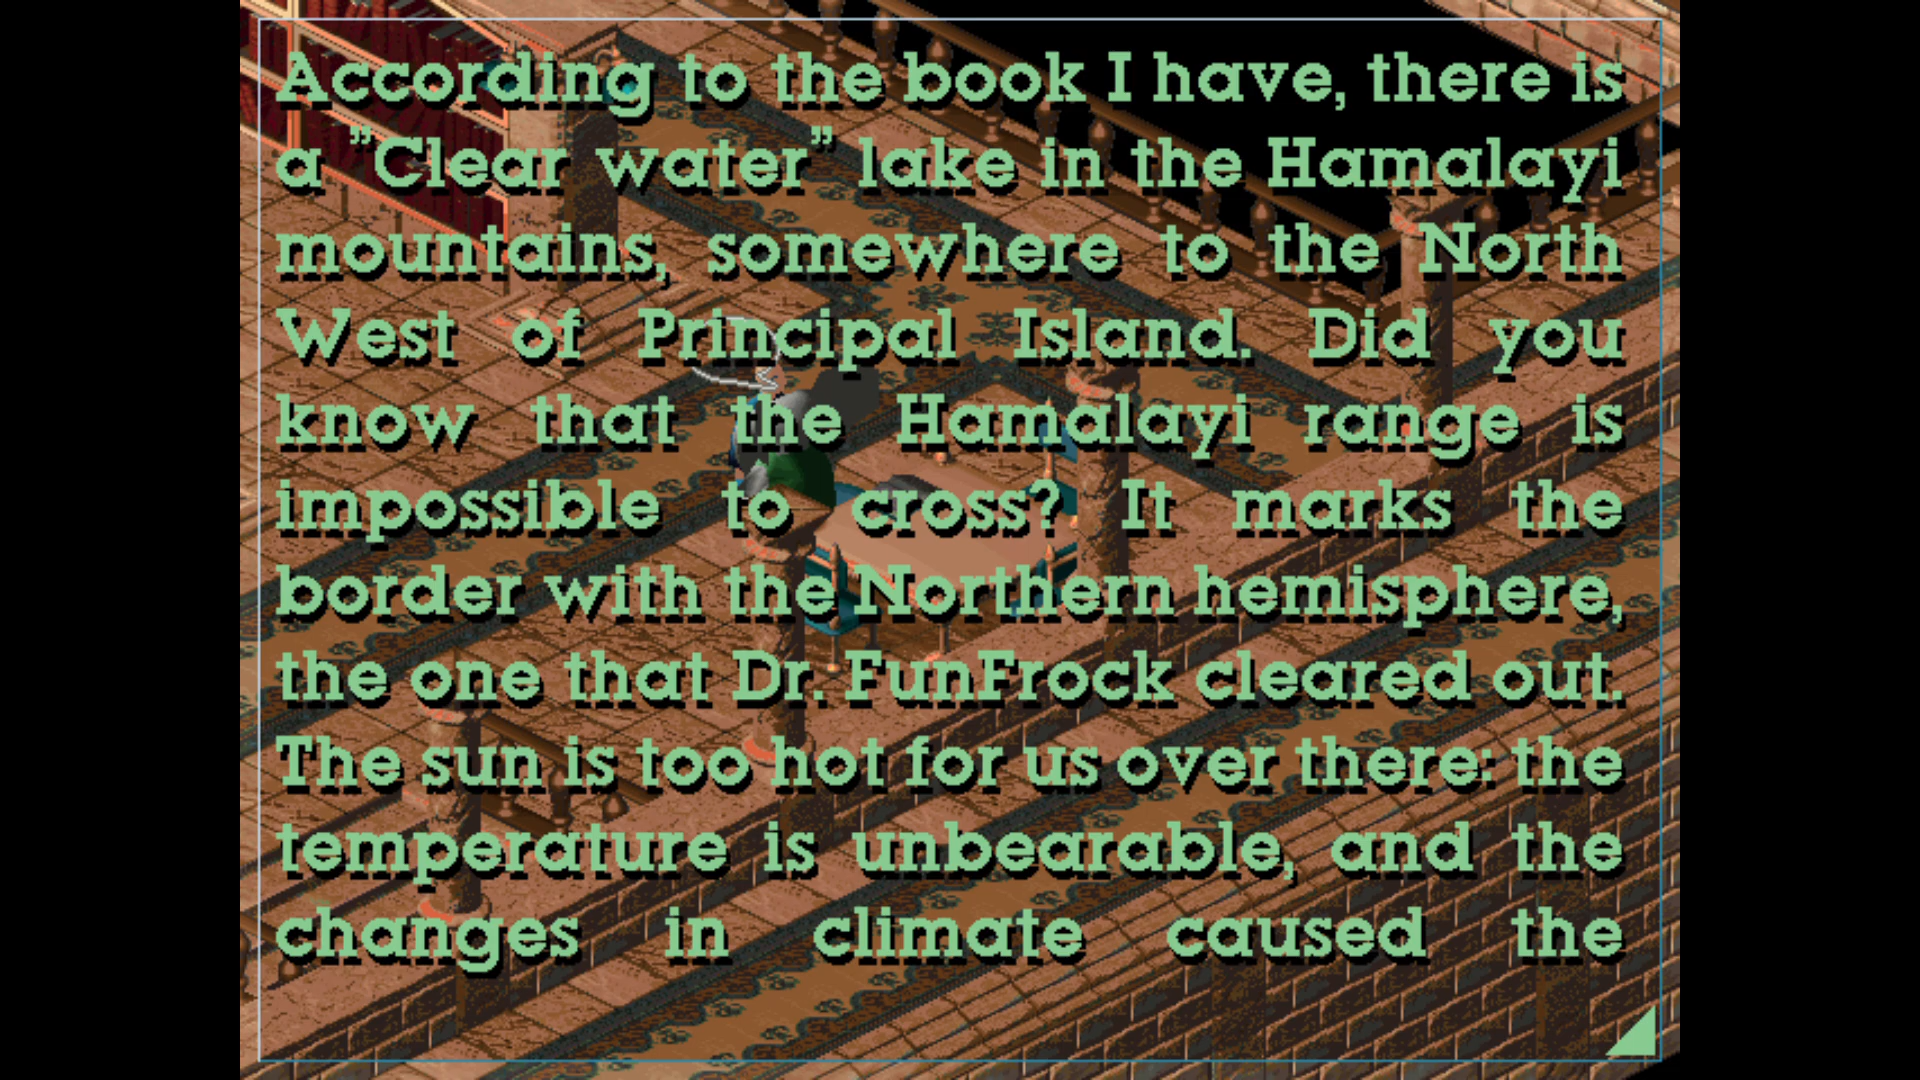 According to the book I have, there is
a "Clear water" lake in the Hamalayi
mountains, somewhere to the North
West of Principal Island. Did you
know that the Hamalayi range is
impossible to cross? It marks the
border with the Northern hemisphere,
the one that Dr. FunFrock cleared out.
The sun is too hot for us over there: the
temperature is unbearable, and the
changes in climate caused the